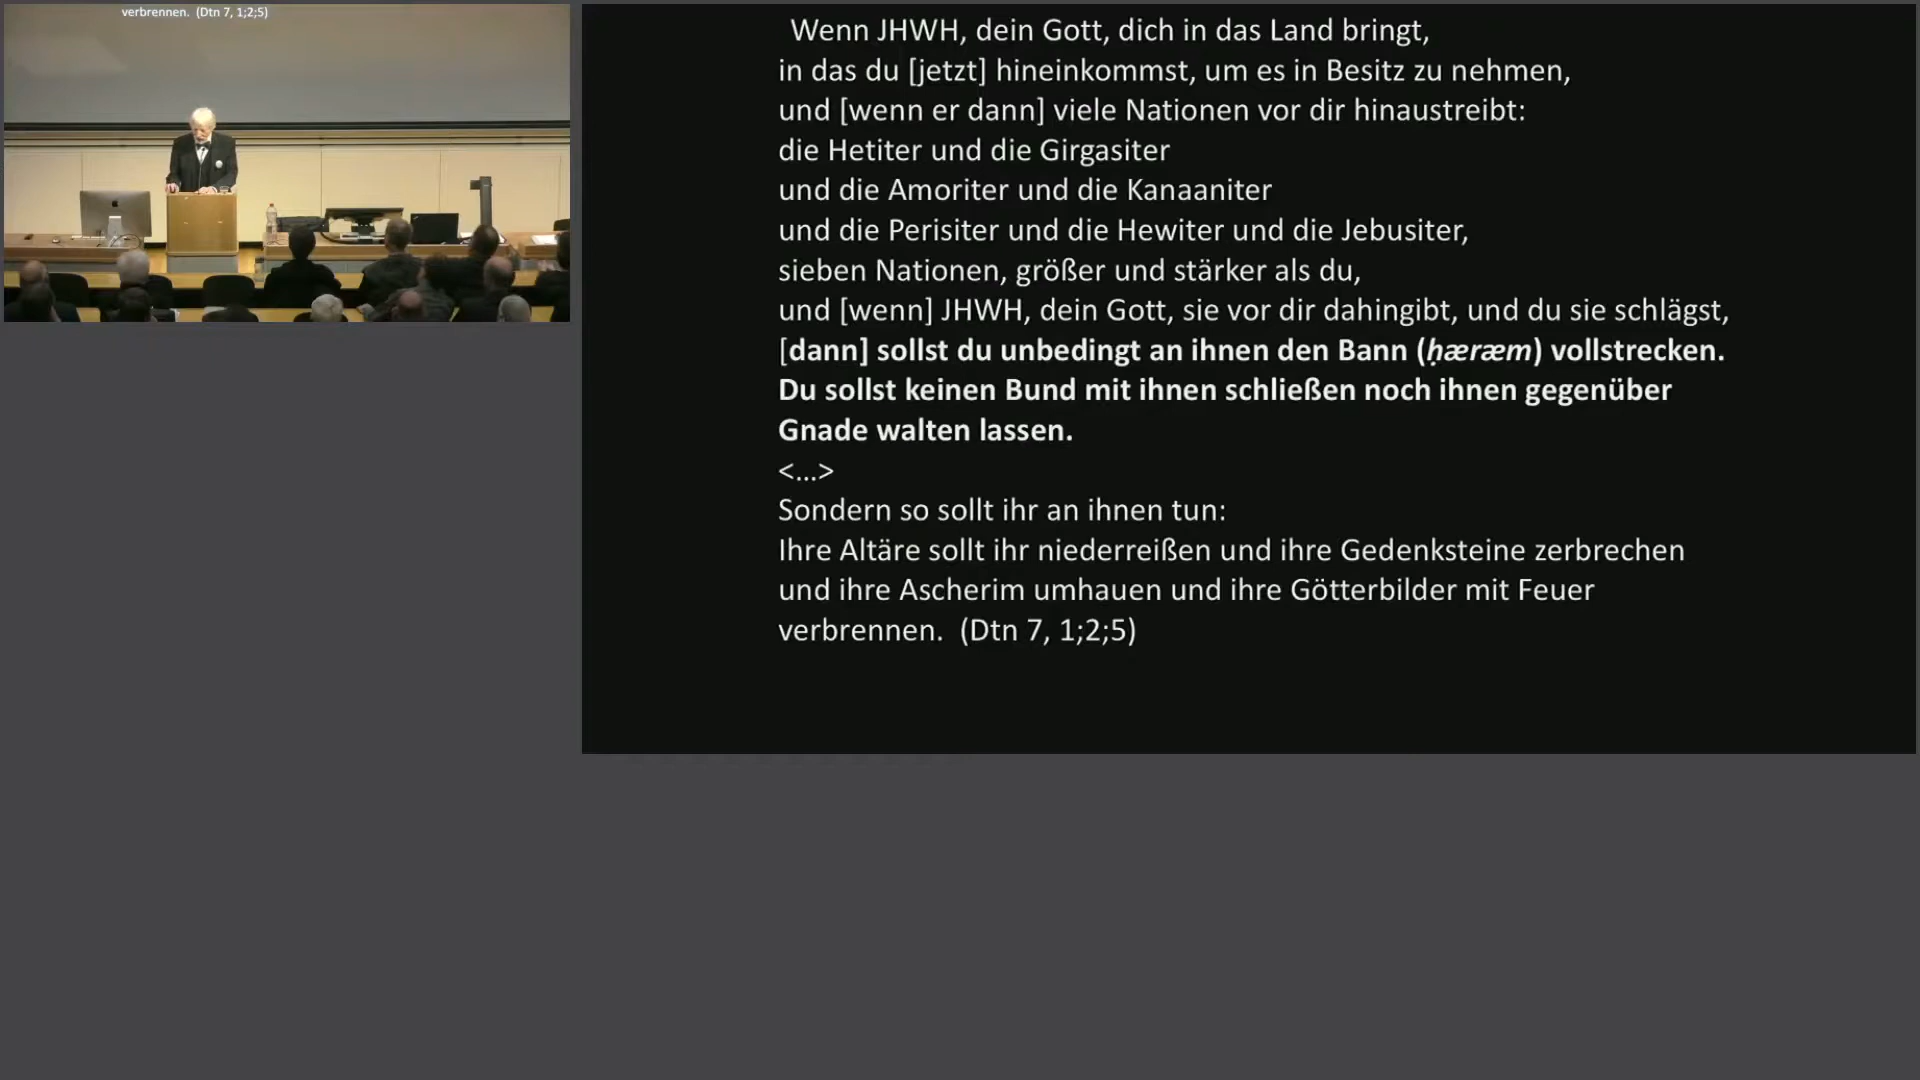 verbrennen. (Dtn 7, 1;2;5)
Wenn JHWH, dein Gott, dich in das Land bringt,
in das du [jetzt] hineinkommst, um es in Besitz zu nehmen,
und [wenn er dann] viele Nationen vor dir hinaustreibt:
die Hetiter und die Girgasiter
und die Amoriter und die Kanaaniter
und die Perisiter und die Hewiter und die Jebusiter,
sieben Nationen, größer und stärker als du,
und [wenn] JHWH, dein Gott, sie vor dir dahingibt, und du sie schlägst,
[dann] sollst du unbedingt an ihnen den Bann (ḥæræm) vollstrecken.
Du sollst keinen Bund mit ihnen schließen noch ihnen gegenüber
Gnade walten lassen.
<...>
Sondern so sollt ihr an ihnen tun:
Ihre Altäre sollt ihr niederreißen und ihre Gedenksteine zerbrechen
und ihre Ascherim umhauen und ihre Götterbilder mit Feuer
verbrennen. (Dtn 7, 1;2;5)